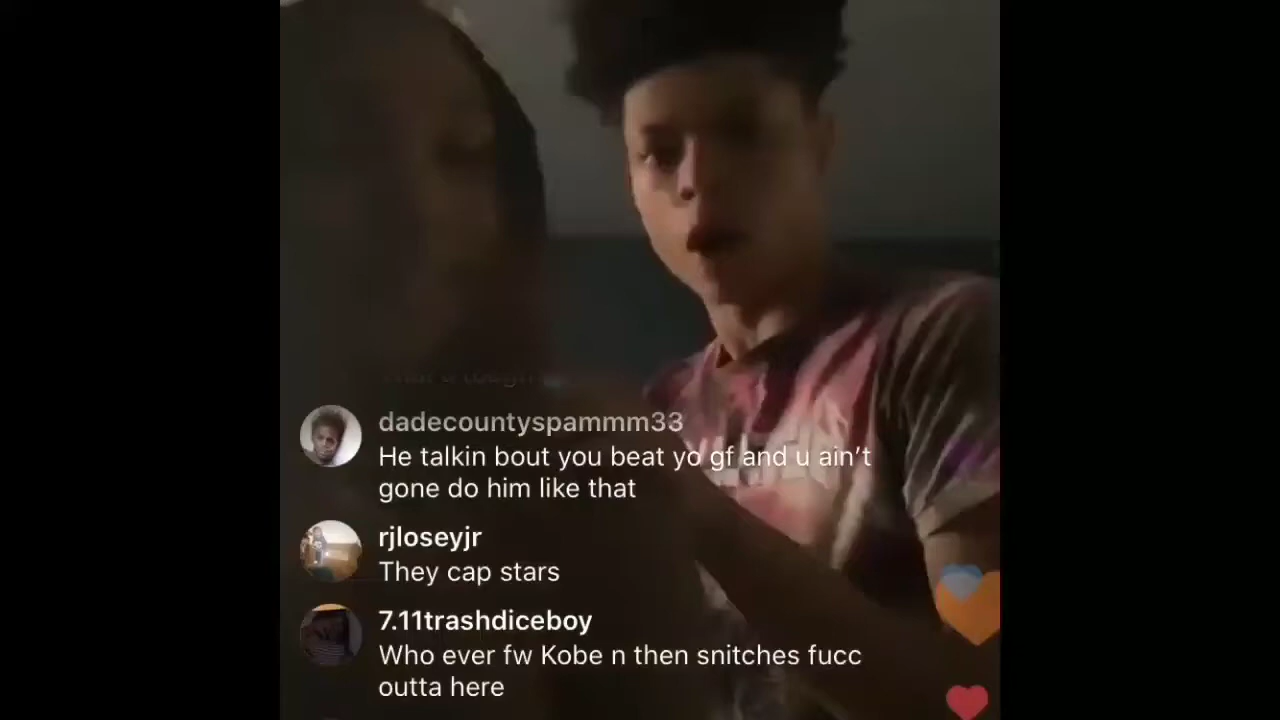 dadecountyspammm33
He talkin bout you beat yo gf and u ain't
gone do him like that
rjloseyjr
They cap stars
7.11trashdiceboy
Who ever fw Kobe n then snitches fucc
outta here